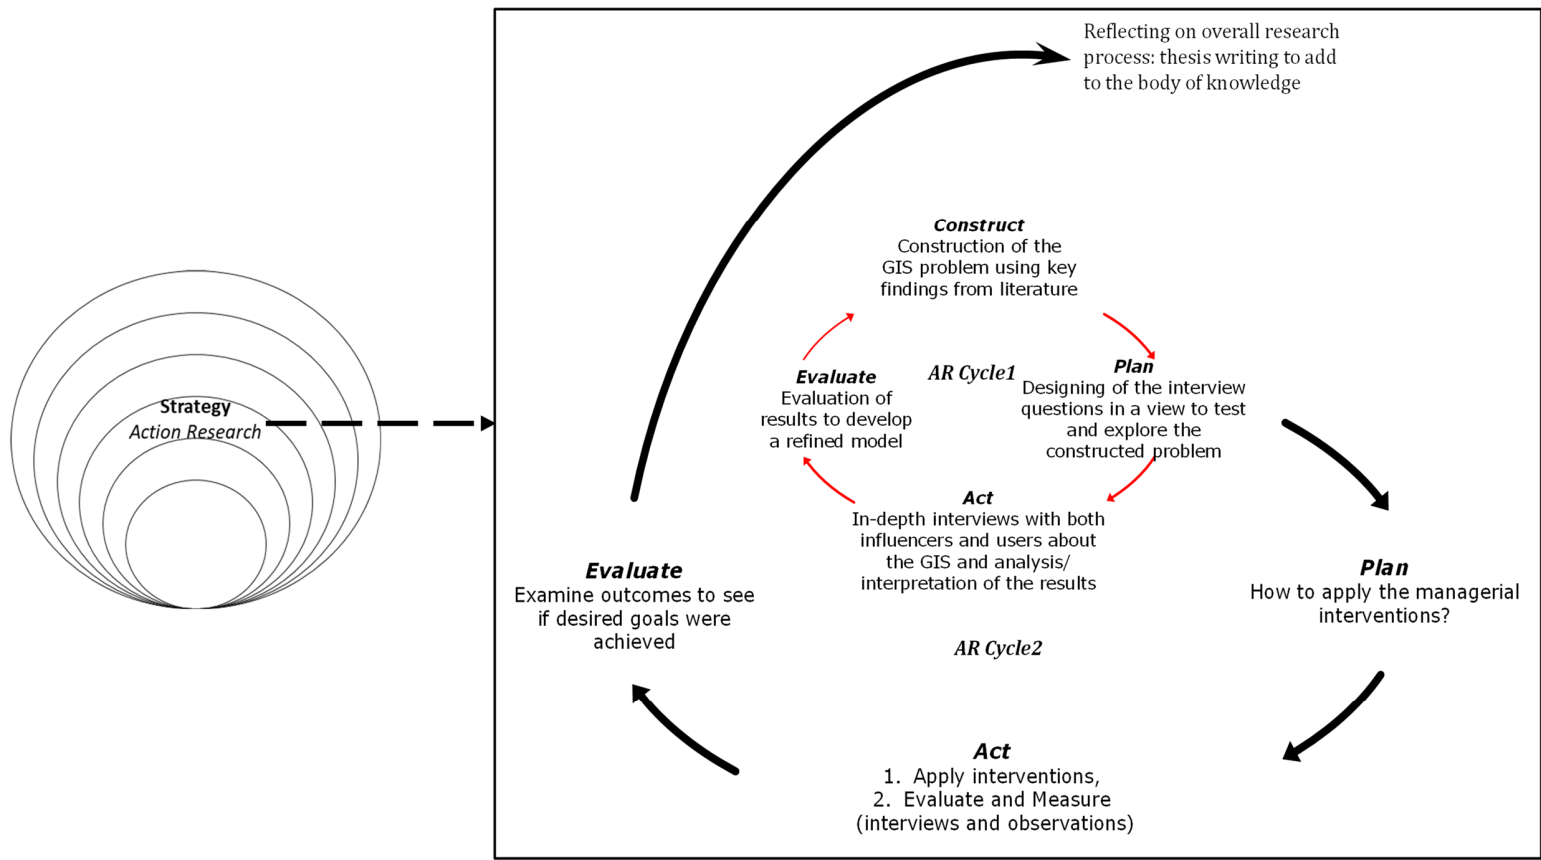 Reflecting on overall research
process: thesis writing to add
to the body of knowledge
Strategy
Action Research
Construct
Construction of the
GIS problem using key
findings from literature
AR Cycle1
Plan
Designing of the interview
questions in a view to test
and explore the
constructed problem
Evaluate
Evaluation of
results to develop
a refined model
Act
In-depth interviews with both
influencers and users about
the GIS and analysis/
interpretation of the results
Evaluate
Examine outcomes to see
if desired goals were
achieved
Plan
How to apply the managerial
interventions?
AR Cycle2
Act
1. Apply interventions,
2. Evaluate and Measure
(interviews and observations)